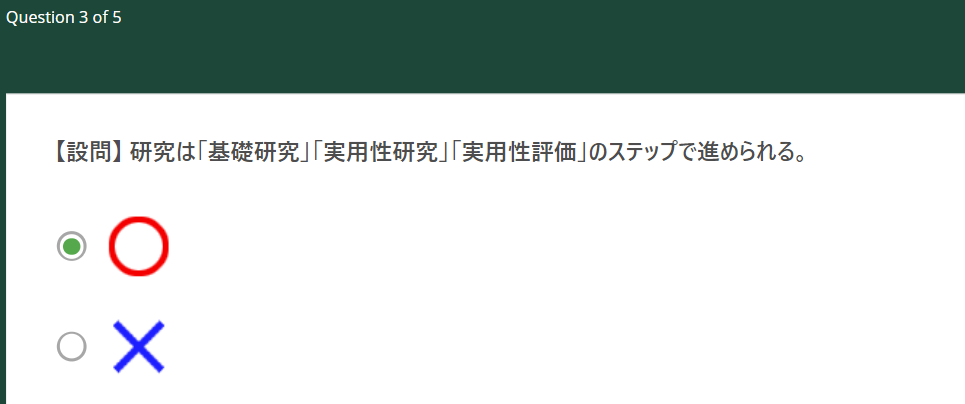 Question 3 of 5
【設問】 研究は「基礎研究」「実用性研究」「実用性評価」のステップで進められる。